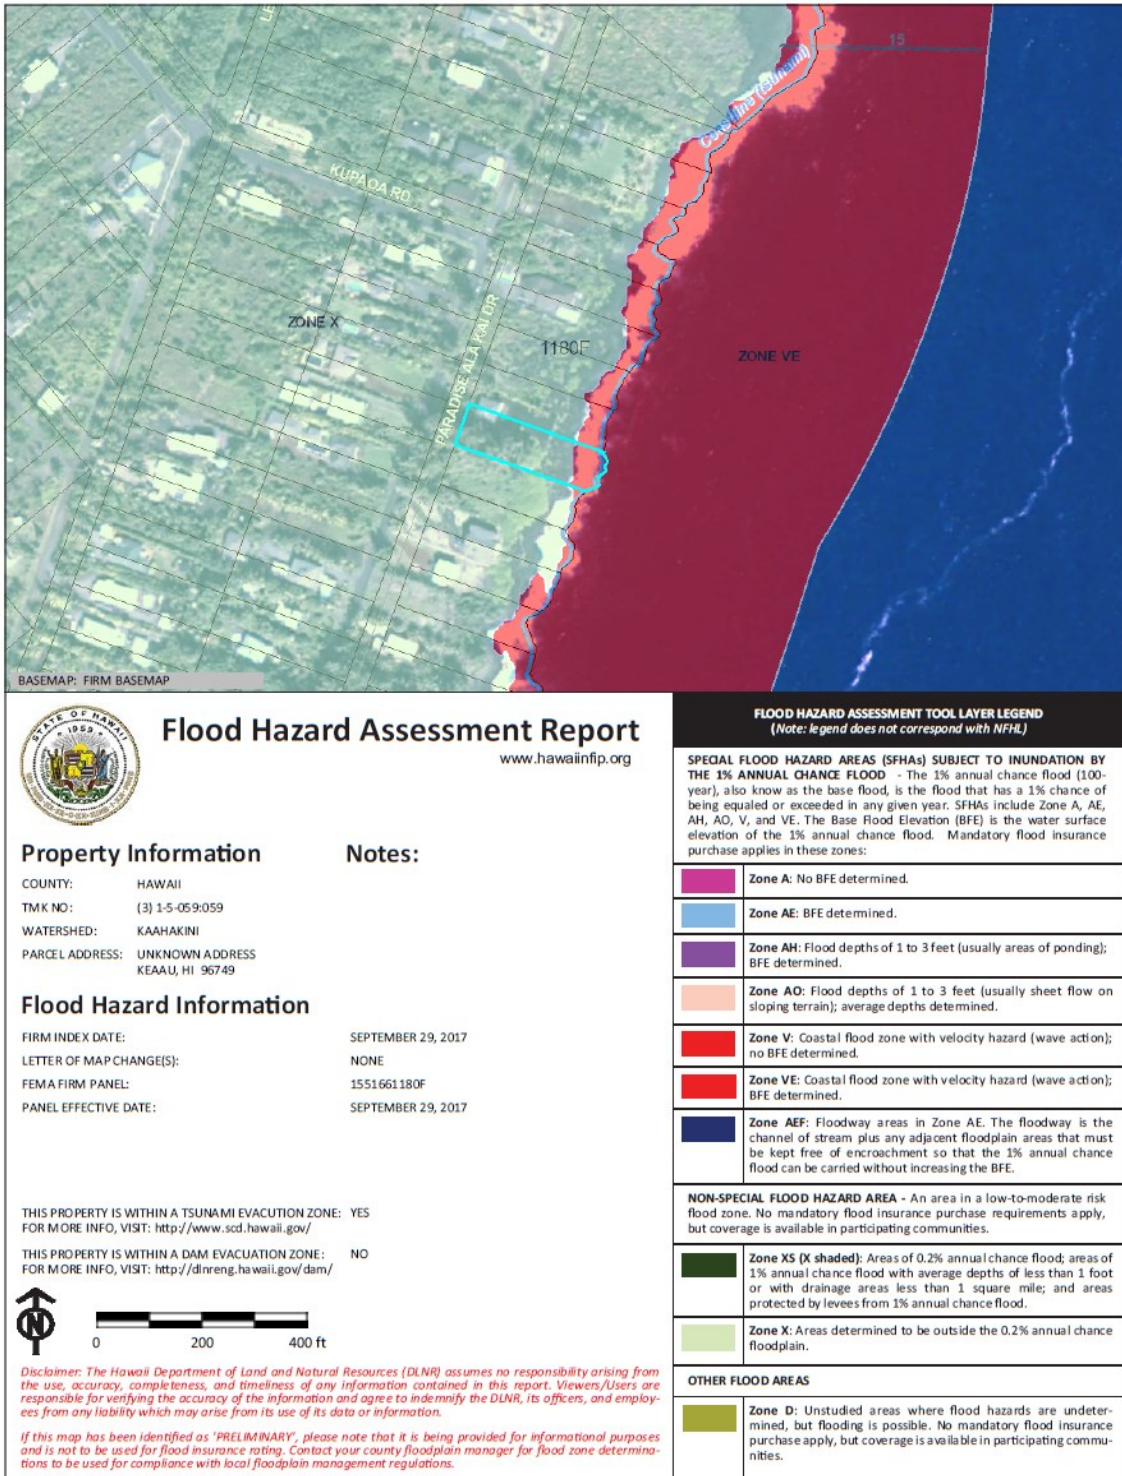 15
Coastline (tsunami)
KUPAOA RD
ZONE X
1180F
ZONE VE
PARADISE ALA KAI DR
BASEMAP: FIRM BASEMAP
STATE OF HAWAII
1959
Flood Hazard Assessment Report
www.hawaiinfip.org
Property Information
Notes:
COUNTY: HAWAII
TMK NO: (3) 1-5-059:059
WATERSHED: KAAHAKINI
PARCEL ADDRESS: UNKNOWN ADDRESS
KEAAU, HI 96749
Flood Hazard Information
FIRM INDEX DATE: SEPTEMBER 29, 2017
LETTER OF MAP CHANGE(S): NONE
FEMA FIRM PANEL: 1551661180F
PANEL EFFECTIVE DATE: SEPTEMBER 29, 2017
THIS PROPERTY IS WITHIN A TSUNAMI EVACUTION ZONE: YES
FOR MORE INFO, VISIT: http://www.scd.hawaii.gov/
THIS PROPERTY IS WITHIN A DAM EVACUATION ZONE: NO
FOR MORE INFO, VISIT: http://dlnreng.hawaii.gov/dam/
N
0 200 400 ft
Disclaimer: The Hawaii Department of Land and Natural Resources (DLNR) assumes no responsibility arising from
the use, accuracy, completeness, and timeliness of any information contained in this report. Viewers/Users are
responsible for verifying the accuracy of the information and agree to indemnify the DLNR, its officers, and employ-
ees from any liability which may arise from its use of its data or information.
If this map has been identified as 'PRELIMINARY', please note that it is being provided for informational purposes
and is not to be used for flood insurance rating. Contact your county floodplain manager for flood zone determina-
tions to be used for compliance with local floodplain management regulations.
FLOOD HAZARD ASSESSMENT TOOL LAYER LEGEND
(Note: legend does not correspond with NFHL)
SPECIAL FLOOD HAZARD AREAS (SFHAs) SUBJECT TO INUNDATION BY
THE 1% ANNUAL CHANCE FLOOD - The 1% annual chance flood (100-
year), also know as the base flood, is the flood that has a 1% chance of
being equaled or exceeded in any given year. SFHAs include Zone A, AE,
AH, AO, V, and VE. The Base Flood Elevation (BFE) is the water surface
elevation of the 1% annual chance flood. Mandatory flood insurance
purchase applies in these zones:
Zone A: No BFE determined.
Zone AE: BFE determined.
Zone AH: Flood depths of 1 to 3 feet (usually areas of ponding);
BFE determined.
Zone AO: Flood depths of 1 to 3 feet (usually sheet flow on
sloping terrain); average depths determined.
Zone V: Coastal flood zone with velocity hazard (wave action);
no BFE determined.
Zone VE: Coastal flood zone with velocity hazard (wave action);
BFE determined.
Zone AEF: Floodway areas in Zone AE. The floodway is the
channel of stream plus any adjacent floodplain areas that must
be kept free of encroachment so that the 1% annual chance
flood can be carried without increasing the BFE.
NON-SPECIAL FLOOD HAZARD AREA - An area in a low-to-moderate risk
flood zone. No mandatory flood insurance purchase requirements apply,
but coverage is available in participating communities.
Zone XS (X shaded): Areas of 0.2% annual chance flood; areas of
1% annual chance flood with average depths of less than 1 foot
or with drainage areas less than 1 square mile; and areas
protected by levees from 1% annual chance flood.
Zone X: Areas determined to be outside the 0.2% annual chance
floodplain.
OTHER FLOOD AREAS
Zone D: Unstudied areas where flood hazards are undeter-
mined, but flooding is possible. No mandatory flood insurance
purchase apply, but coverage is available in participating commu-
nities.